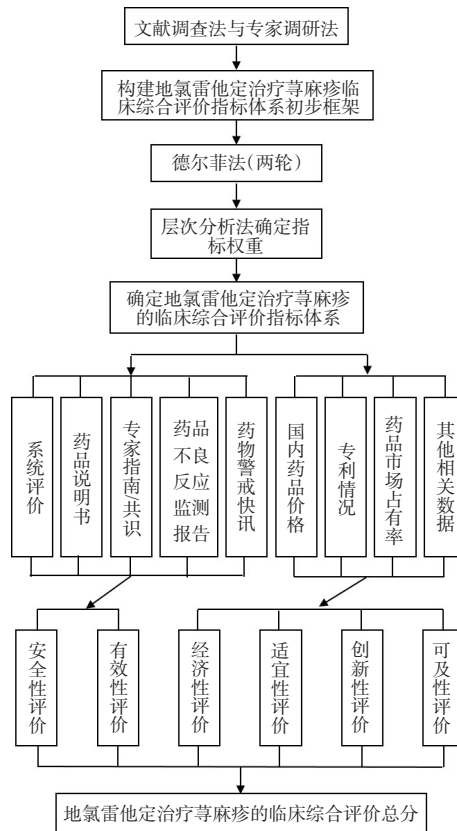 文献调查法与专家调研法
构建地氯雷他定治疗荨麻疹临
床综合评价指标体系初步框架
德尔菲法(两轮)
层次分析法确定指
标权重
确定地氯雷他定治疗荨麻疹
的临床综合评价指标体系
系统评价
药品说明书
专家指南/共识
药品
不良
反应
监测
报告
药物警戒快讯
国内药品价格
专利情况
药品市场占有率
其他相关数据
安全性评价
有效性评价
经济性评价
适宜性评价
创新性评价
可及性评价
地氯雷他定治疗荨麻疹的临床综合评价总分